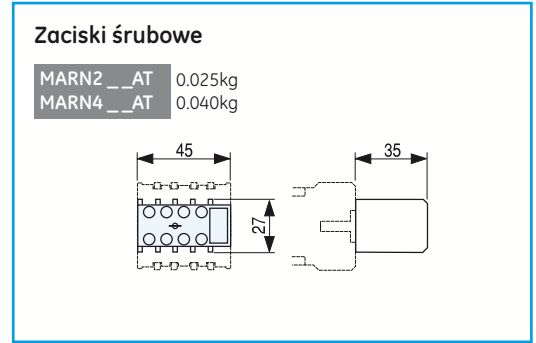 Zaciski śrubowe
MARN2 _ _AT 0.025kg
MARN4 _ _AT 0.040kg
45
35
27